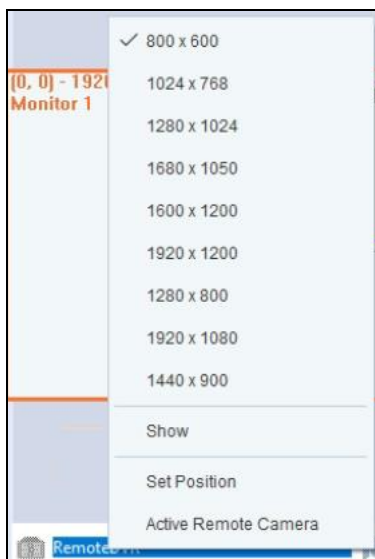 800 x 600
(0, 0) - 192
Monitor 1
1024 x 768
1280 x 1024
1680 x 1050
1600 x 1200
1920 x 1200
1280 x 800
1920 x 1080
1440 x 900
Show
Set Position
Active Remote Camera